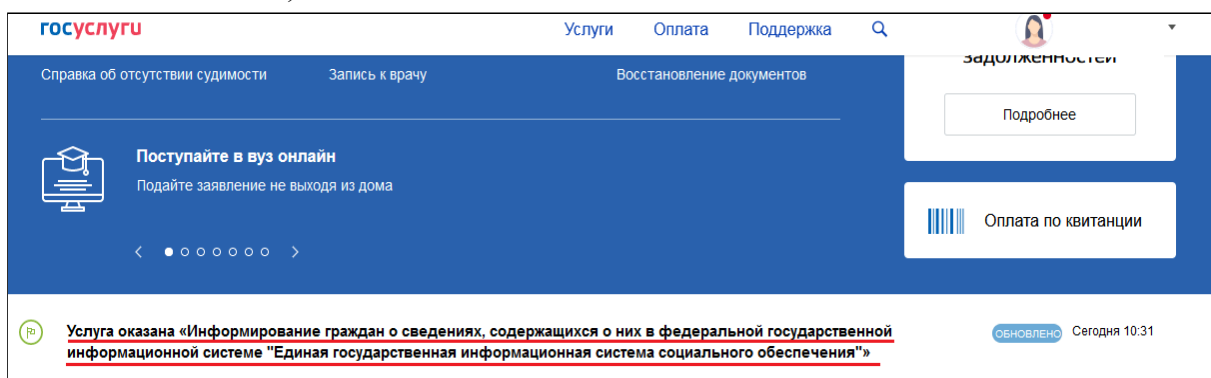 госуслуги Услуги Оплата Поддержка
задолженностей
Справка об отсутствии судимости Запись к врачу Восстановление документов
Подробнее
Поступайте в вуз онлайн
Подайте заявление не выходя из дома
Оплата по квитанции
Услуга оказана «Информирование граждан о сведениях, содержащихся о них в федеральной государственной
информационной системе "Единая государственная информационная система социального обеспечения"»
ОБНОВЛЕНО Сегодня 10:31